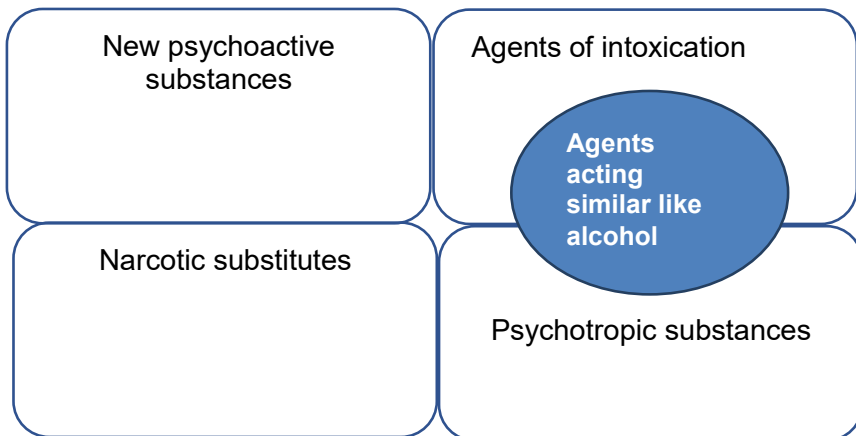 New psychoactive
substances
Agents of intoxication
Agents
acting
similar like
alcohol
Narcotic substitutes
Psychotropic substances